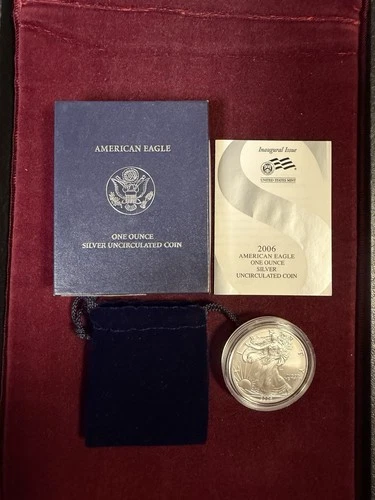 AMERICAN EAGLE
ONE OUNCE
SILVER UNCIRCULATED COIN
Inaugural Issue
UNITED STATES MINT
2006
AMERICAN EAGLE
ONE OUNCE
SILVER
UNCIRCULATED COIN